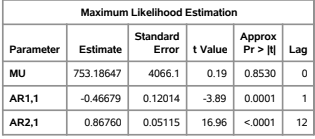 Maximum Likelihood Estimation
Parameter Estimate Standard Error t Value Approx Pr > |t| Lag
MU 753.18647 4066.1 0.19 0.8530 0
AR1,1 -0.46679 0.12014 -3.89 0.0001 1
AR2,1 0.86760 0.05115 16.96 <.0001 12